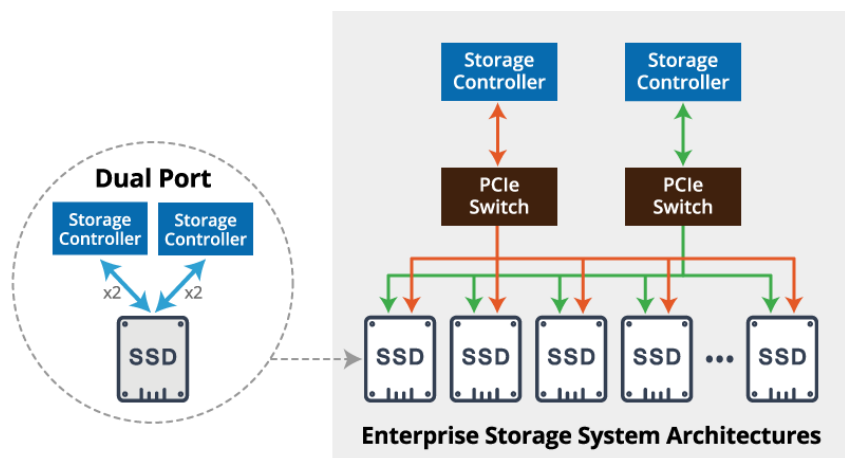 Dual Port
Storage
Controller
Storage
Controller
x2
x2
SSD
Storage
Controller
Storage
Controller
PCIe
Switch
PCIe
Switch
SSD
SSD
SSD
SSD
SSD
Enterprise Storage System Architectures